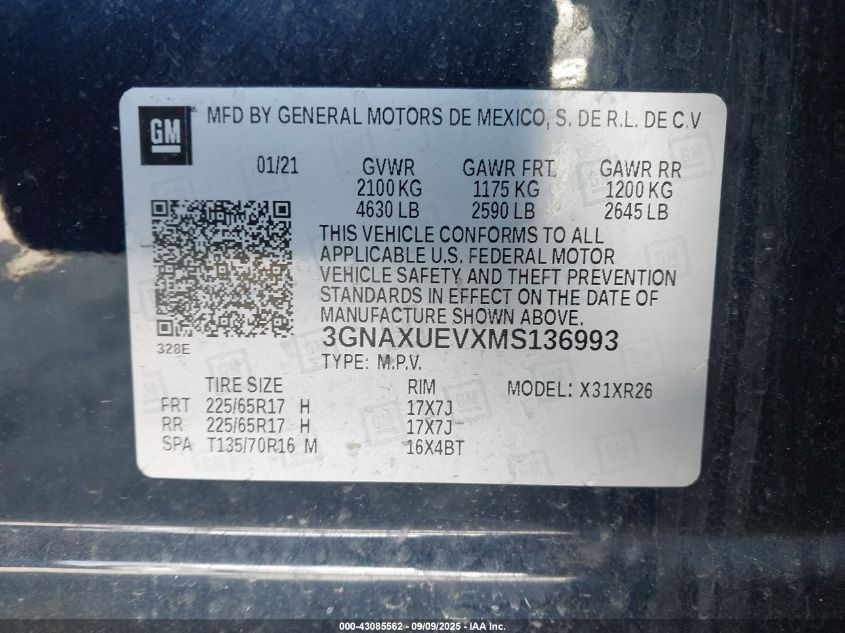 GM
MFD BY GENERAL MOTORS DE MEXICO, S. DE R.L. DE C.V
01/21 GVWR GAWR FRT. GAWR RR
2100 KG 1175 KG 1200 KG
4630 LB 2590 LB 2645 LB
THIS VEHICLE CONFORMS TO ALL
APPLICABLE U.S. FEDERAL MOTOR
VEHICLE SAFETY AND THEFT PREVENTION
STANDARDS IN EFFECT ON THE DATE OF
MANUFACTURE SHOWN ABOVE.
3GNAXUEVXMS136993
328E
TYPE: M.P.V.
TIRE SIZE RIM MODEL: X31XR26
FRT 225/65R17 H 17X7J
RR 225/65R17 H 17X7J
SPA T135/70R16 M 16X4BT
000-43085562 - 09/09/2025 - IAAI.com